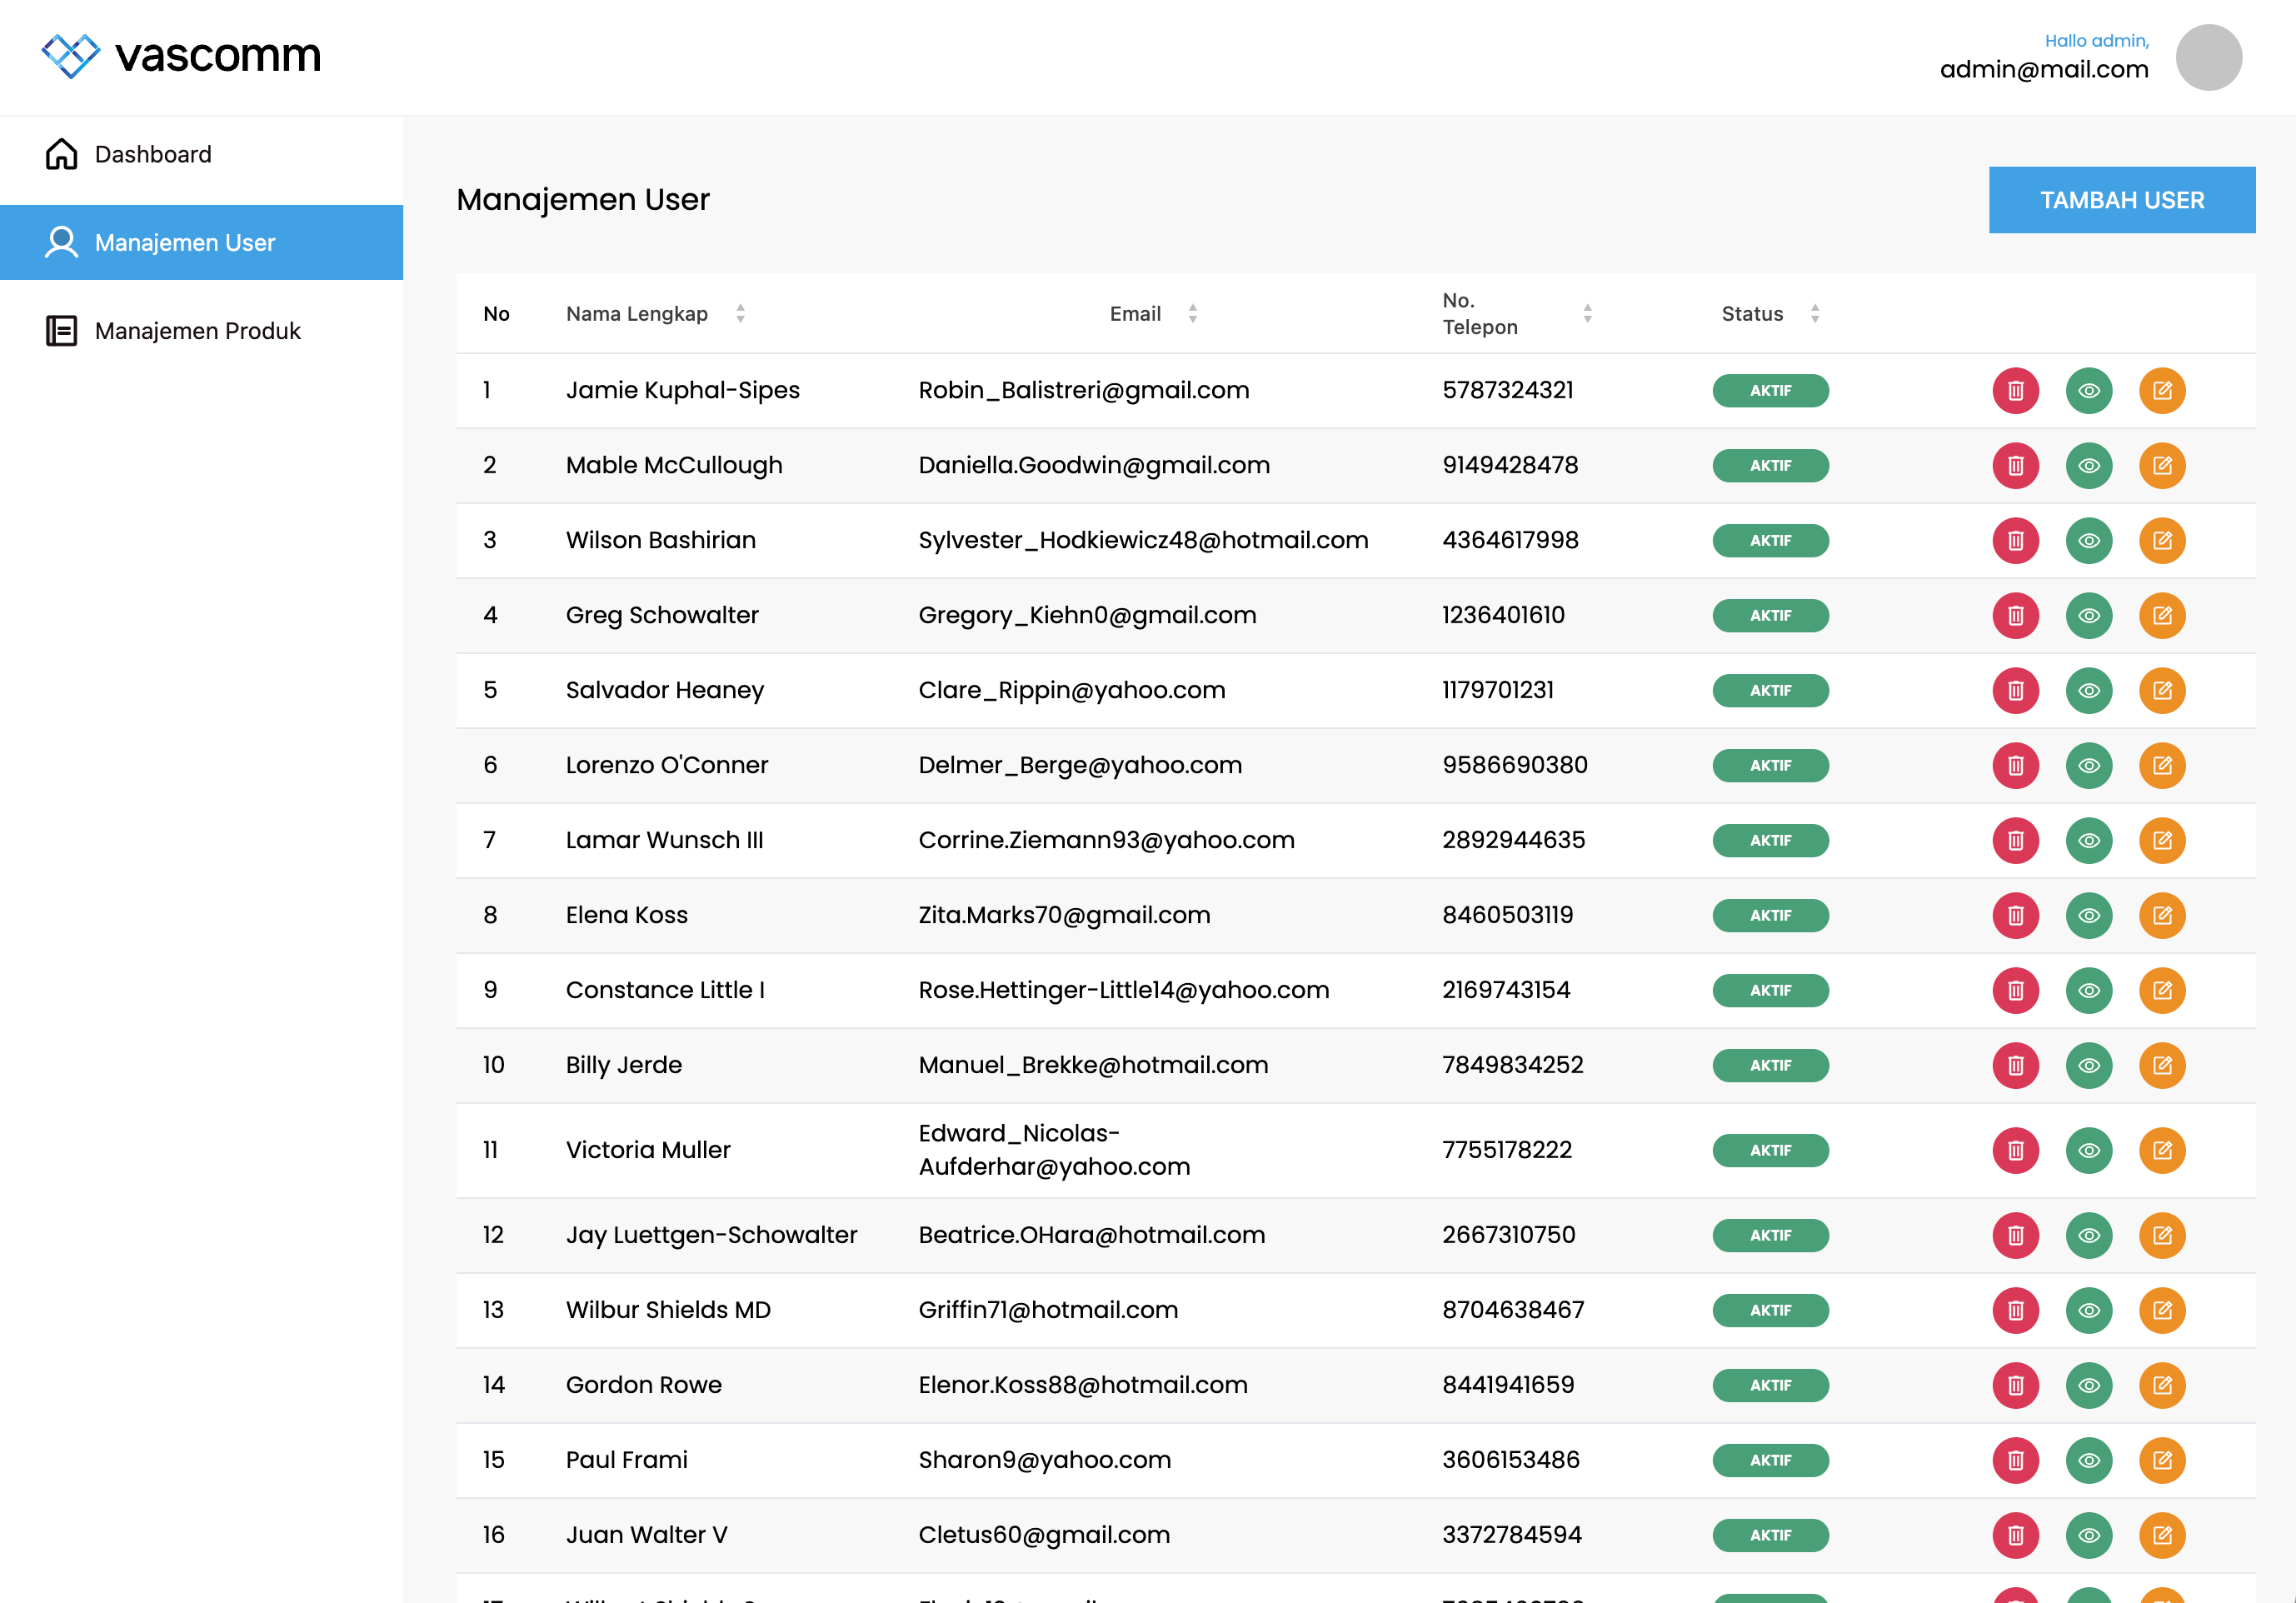 vascomm
Hallo admin,
admin@mail.com
Dashboard
Manajemen User
Manajemen Produk
Manajemen User
TAMBAH USER
No Nama Lengkap Email No. Telepon Status
1 Jamie Kuphal-Sipes Robin_Balistreri@gmail.com 5787324321 AKTIF
2 Mable McCullough Daniella.Goodwin@gmail.com 9149428478 AKTIF
3 Wilson Bashirian Sylvester_Hodkiewicz48@hotmail.com 4364617998 AKTIF
4 Greg Schowalter Gregory_Kiehn0@gmail.com 1236401610 AKTIF
5 Salvador Heaney Clare_Rippin@yahoo.com 1179701231 AKTIF
6 Lorenzo O'Conner Delmer_Berge@yahoo.com 9586690380 AKTIF
7 Lamar Wunsch III Corrine.Ziemann93@yahoo.com 2892944635 AKTIF
8 Elena Koss Zita.Marks70@gmail.com 8460503119 AKTIF
9 Constance Little I Rose.Hettinger-Little14@yahoo.com 2169743154 AKTIF
10 Billy Jerde Manuel_Brekke@hotmail.com 7849834252 AKTIF
11 Victoria Muller Edward_Nicolas-
Aufderhar@yahoo.com 7755178222 AKTIF
12 Jay Luettgen-Schowalter Beatrice.OHara@hotmail.com 2667310750 AKTIF
13 Wilbur Shields MD Griffin71@hotmail.com 8704638467 AKTIF
14 Gordon Rowe Elenor.Koss88@hotmail.com 8441941659 AKTIF
15 Paul Frami Sharon9@yahoo.com 3606153486 AKTIF
16 Juan Walter V Cletus60@gmail.com 3372784594 AKTIF